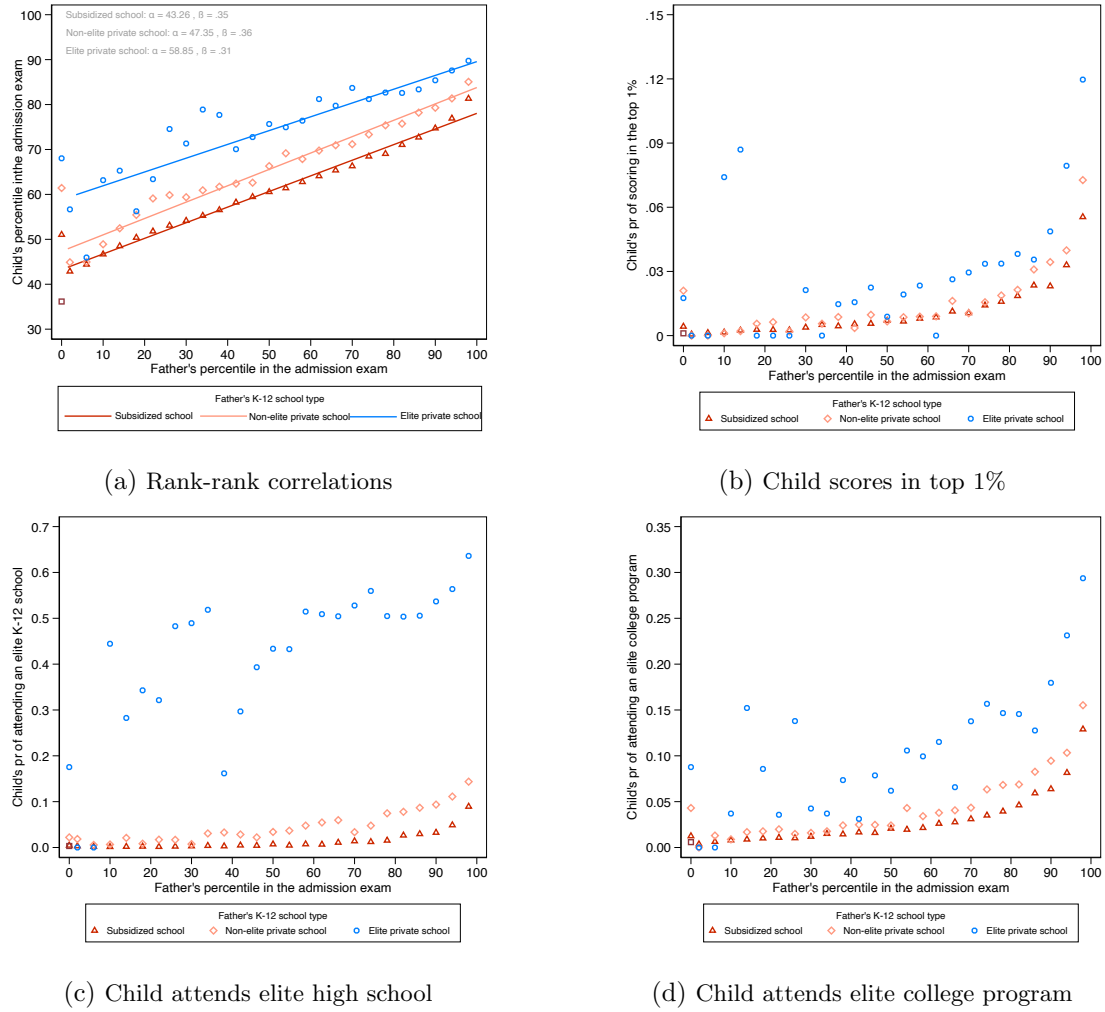 Subsidized school: α = 43.26 , ß = .35
Non-elite private school: α = 47.35 , ß = .36
Elite private school: α = 58.85 , ß = .31
Child's percentile inthe admission exam
100
90
80
70
60
50
40
30
0 10 20 30 40 50 60 70 80 90 100
Father's percentile in the admission exam
Father's K-12 school type
Subsidized school Non-elite private school Elite private school
(a) Rank-rank correlations
Child's pr of scoring in the top 1%
.15
.12
.09
.06
.03
0
0 10 20 30 40 50 60 70 80 90 100
Father's percentile in the admission exam
Father's K-12 school type
Subsidized school Non-elite private school Elite private school
(b) Child scores in top 1%
Child's pr of attending an elite K-12 school
0.7
0.6
0.5
0.4
0.3
0.2
0.1
0.0
0 10 20 30 40 50 60 70 80 90 100
Father's percentile in the admission exam
Father's K-12 school type
Subsidized school Non-elite private school Elite private school
(c) Child attends elite high school
Child's pr of attending an elite college program
0.35
0.30
0.25
0.20
0.15
0.10
0.05
0.00
0 10 20 30 40 50 60 70 80 90 100
Father's percentile in the admission exam
Father's K-12 school type
Subsidized school Non-elite private school Elite private school
(d) Child attends elite college program